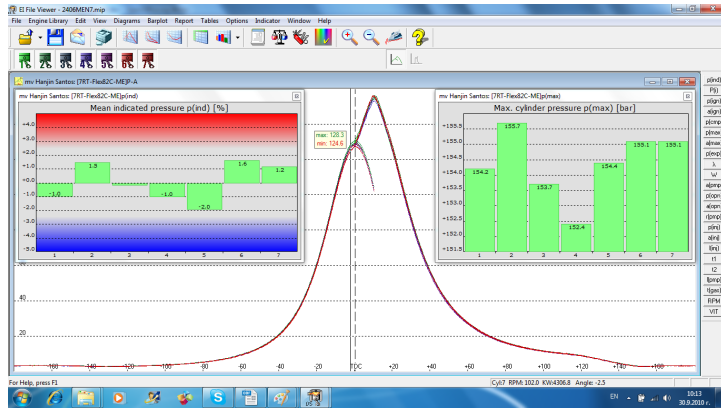 EI File Viewer - 2406MEN7.mip
File Engine Library Edit View Diagrams Barplot Report Tables Options Indicator Window Help
mv Hanjin Santos: [7RT-Flex82C-ME]P-A
mv Hanjin Santos: [7RT-Flex82C-ME]p(ind)
Mean indicated pressure p(ind) [%]
+4.0
+3.0
+2.0
+1.0
+0.0
-1.0
-2.0
-3.0
-4.0
-5.0
-1.0
1.5
-1.0
-2.0
1.6
1.2
1 2 3 4 5 6 7
max: 128.3
min: 124.6
mv Hanjin Santos: [7RT-Flex82C-ME]p(max)
Max. cylinder pressure p(max) [bar]
+155.5
+155.0
+154.5
+154.0
+153.5
+153.0
+152.5
+152.0
+151.5
154.2
155.7
153.7
152.4
154.4
155.1
155.1
1 2 3 4 5 6 7
40
20
-160 -140 -120 -100 -80 -60 -40 -20 TDC +20 +40 +60 +80 +100 +120 +140 +160
p(ind)
P(i)
p(ign)
a(ign)
p(cmp
p(max
a(max
p(exp)
λ
W
a(pmp
p(opn
a(opn
r(pmp
p(inj)
a(inj)
l(inj)
t1
t2
l(pmp
t(gas)
RPM
VIT
For Help, press F1
Cyl:7 RPM: 102.0 KW:4306.8 Angle: -2.5
EN
10:13
30.9.2010 г.